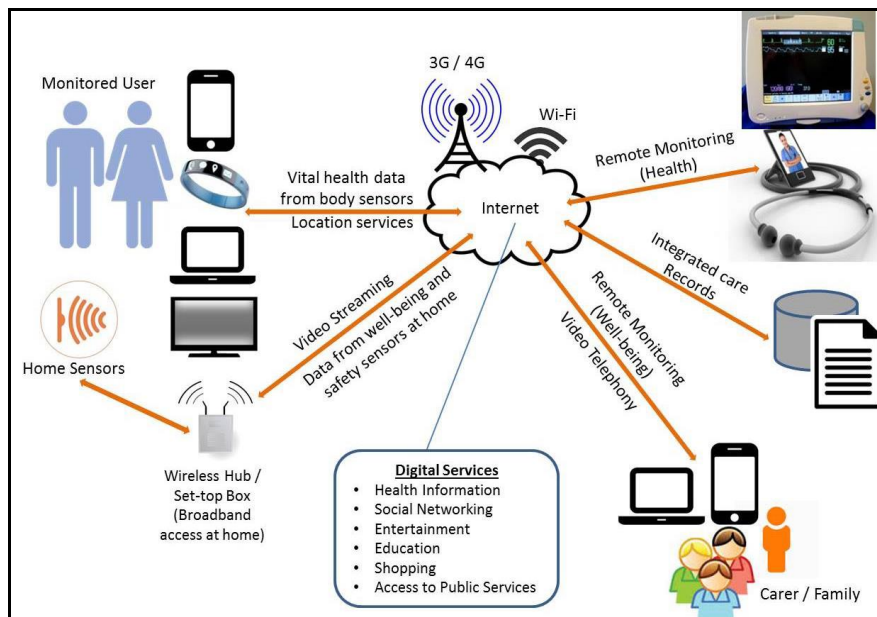 Monitored User
3G / 4G
Wi-Fi
Internet
Vital health data
from body sensors
Location services
Remote Monitoring
(Health)
Integrated care
Records
Remote Monitoring
(Well-being)
Video Telephony
Video Streaming
Data from well-being and
safety sensors at home
Home Sensors
Wireless Hub /
Set-top Box
(Broadband
access at home)
Digital Services
• Health Information
• Social Networking
• Entertainment
• Education
• Shopping
• Access to Public Services
Carer / Family